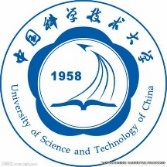 中国科学技术大学
1958
University of Science and Technology of China